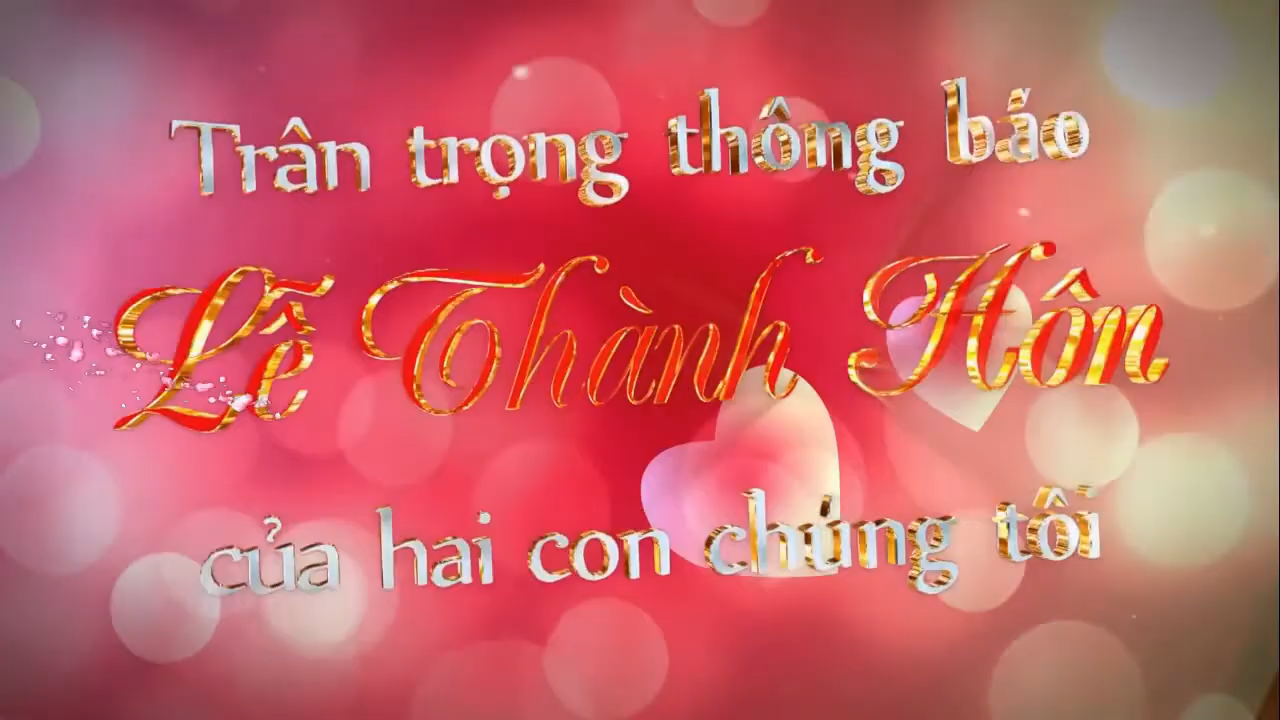 Trân trọng thông báo
Lễ Thành Hôn
của hai con chúng tôi